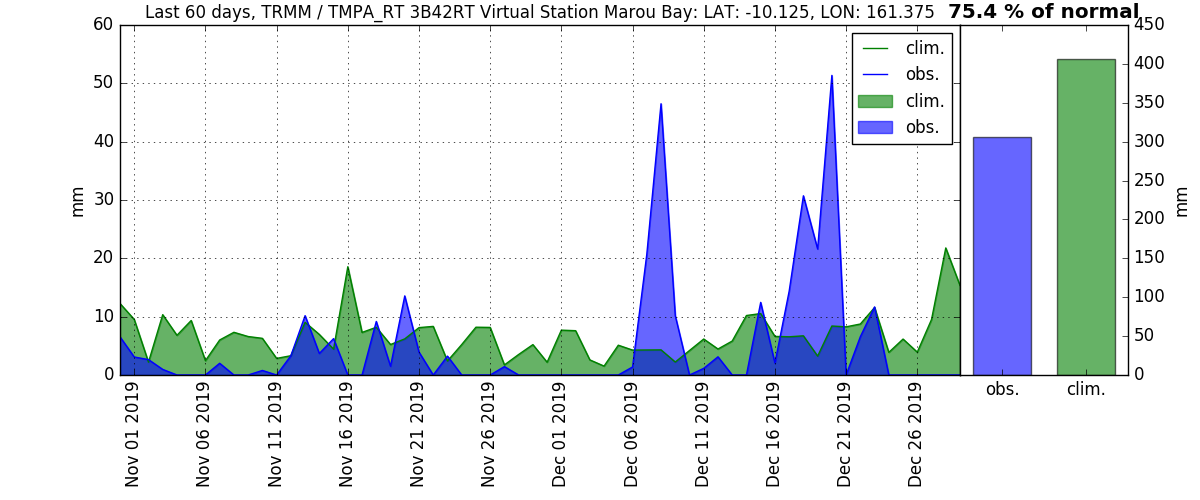 Last 60 days, TRMM / TMPA_RT 3B42RT Virtual Station Marou Bay: LAT: -10.125, LON: 161.375 75.4 % of normal
60
50
40
30
20
10
0
mm
clim.
obs.
clim.
obs.
450
400
350
300
250
200
150
100
50
0
mm
obs.
clim.
Nov 01 2019
Nov 06 2019
Nov 11 2019
Nov 16 2019
Nov 21 2019
Nov 26 2019
Dec 01 2019
Dec 06 2019
Dec 11 2019
Dec 16 2019
Dec 21 2019
Dec 26 2019